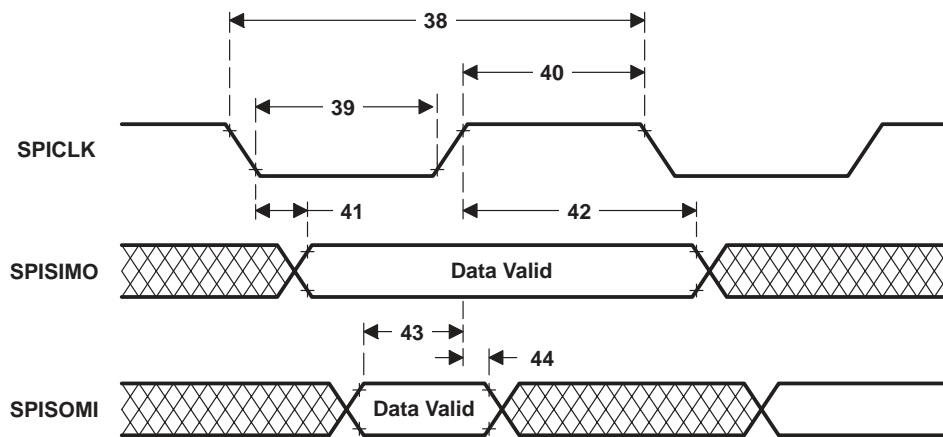 38
40
39
SPICLK
41
42
SPISIMO
Data Valid
43
44
SPISOMI
Data Valid